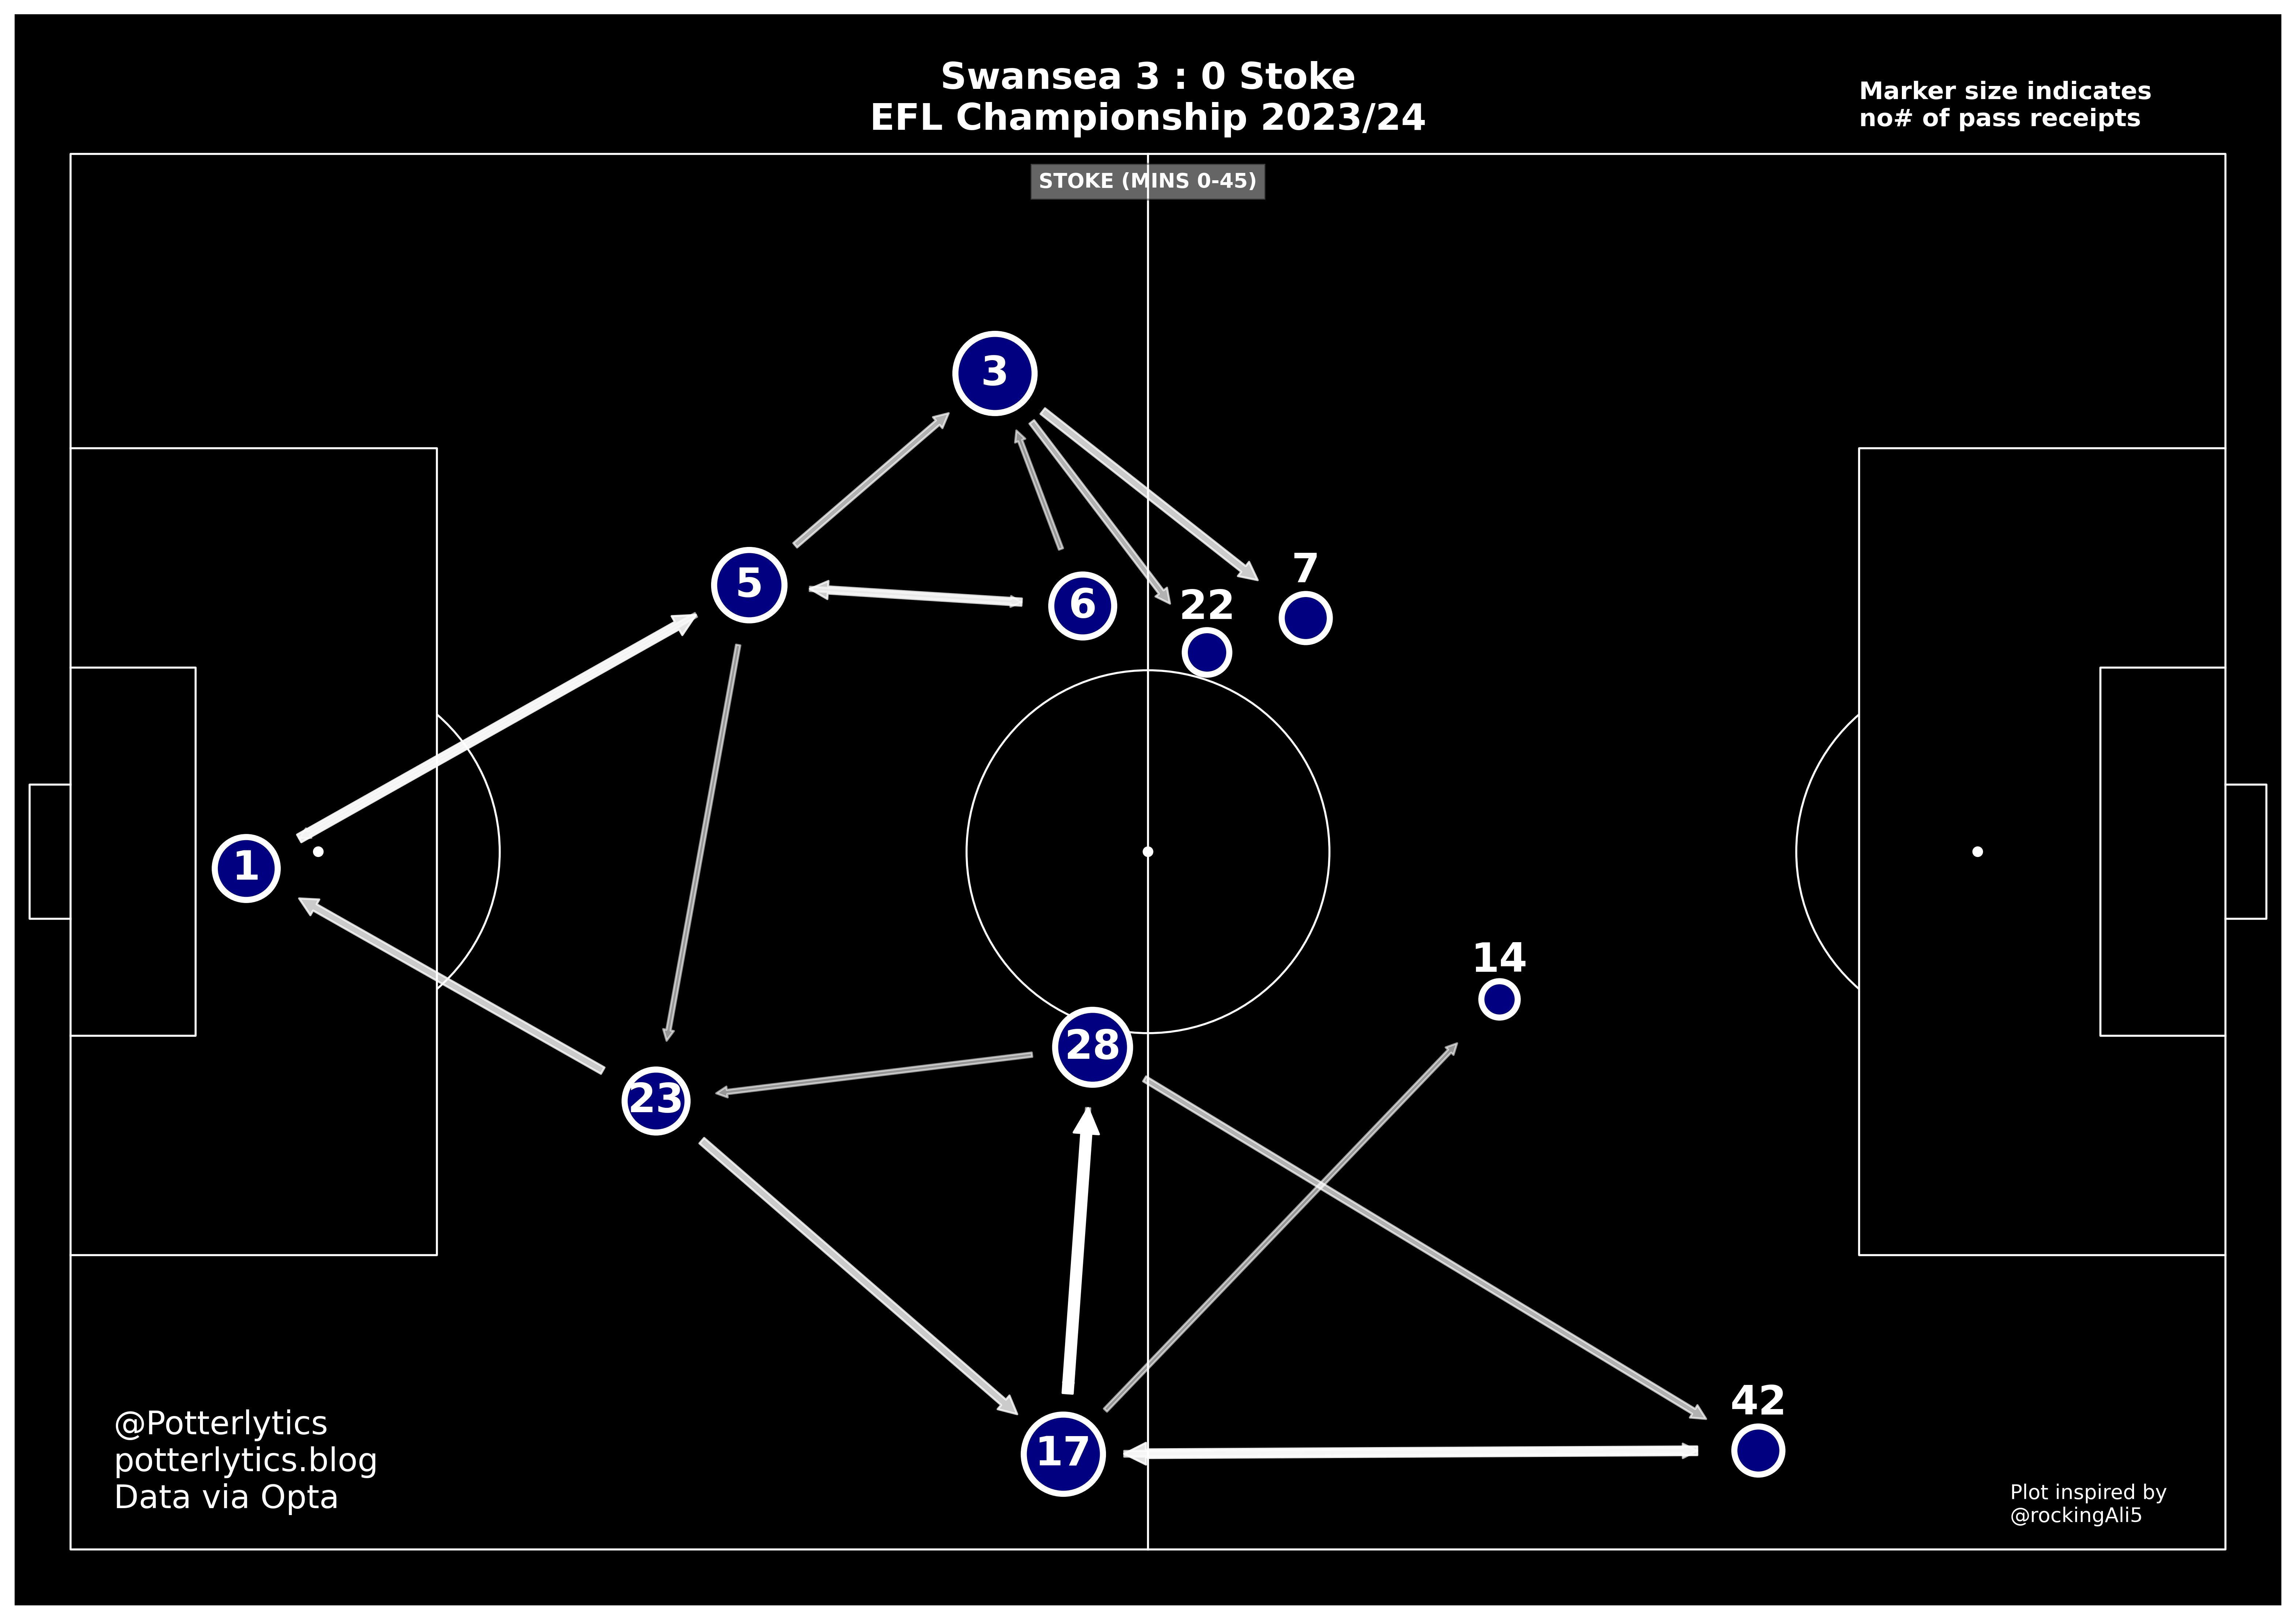 Swansea 3 : 0 Stoke
EFL Championship 2023/24
Marker size indicates
no# of pass receipts
STOKE (MINS 0-45)
3
7
5
6
22
1
14
28
23
42
17
@Potterlytics
potterlytics.blog
Data via Opta
Plot inspired by
@rockingAli5